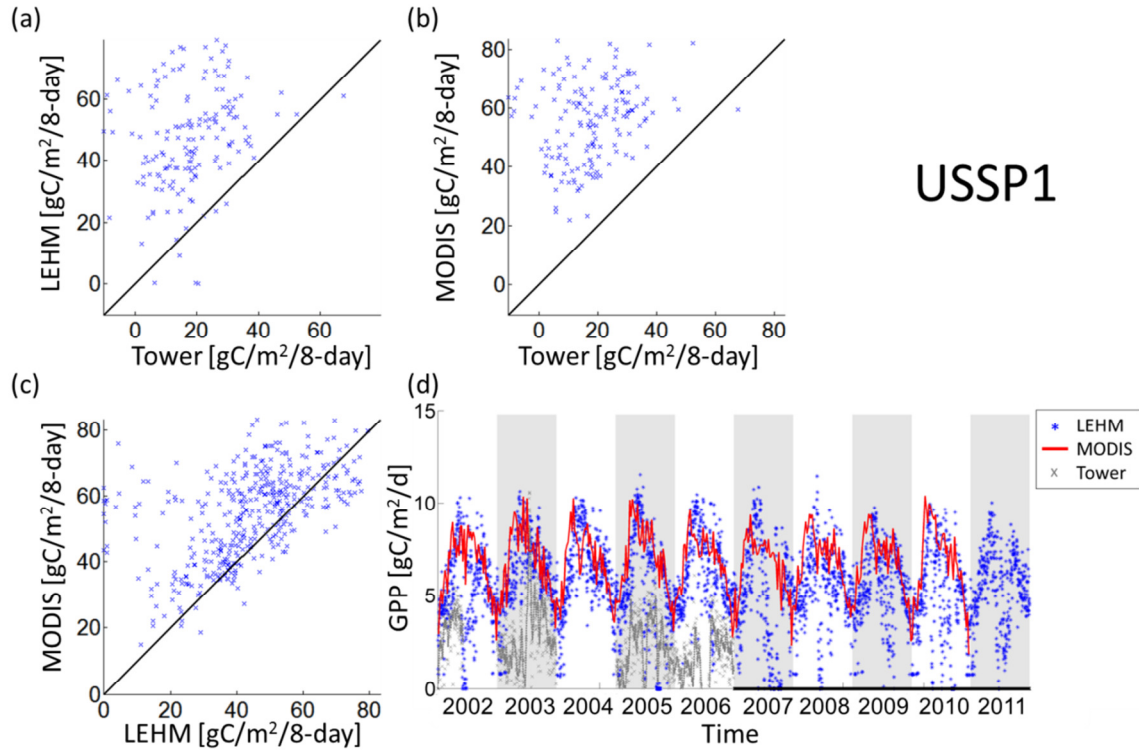 (a)
LEHM [gC/m²/8-day]
60
40
20
0
0 20 40 60
Tower [gC/m²/8-day]
(b)
MODIS [gC/m²/8-day]
80
60
40
20
0
0 20 40 60 80
Tower [gC/m²/8-day]
USSP1
(c)
MODIS [gC/m²/8-day]
80
60
40
20
0
0 20 40 60 80
LEHM [gC/m²/8-day]
(d)
GPP [gC/m²/d]
15
10
5
0
2002 2003 2004 2005 2006 2007 2008 2009 2010 2011
Time
LEHM
MODIS
Tower